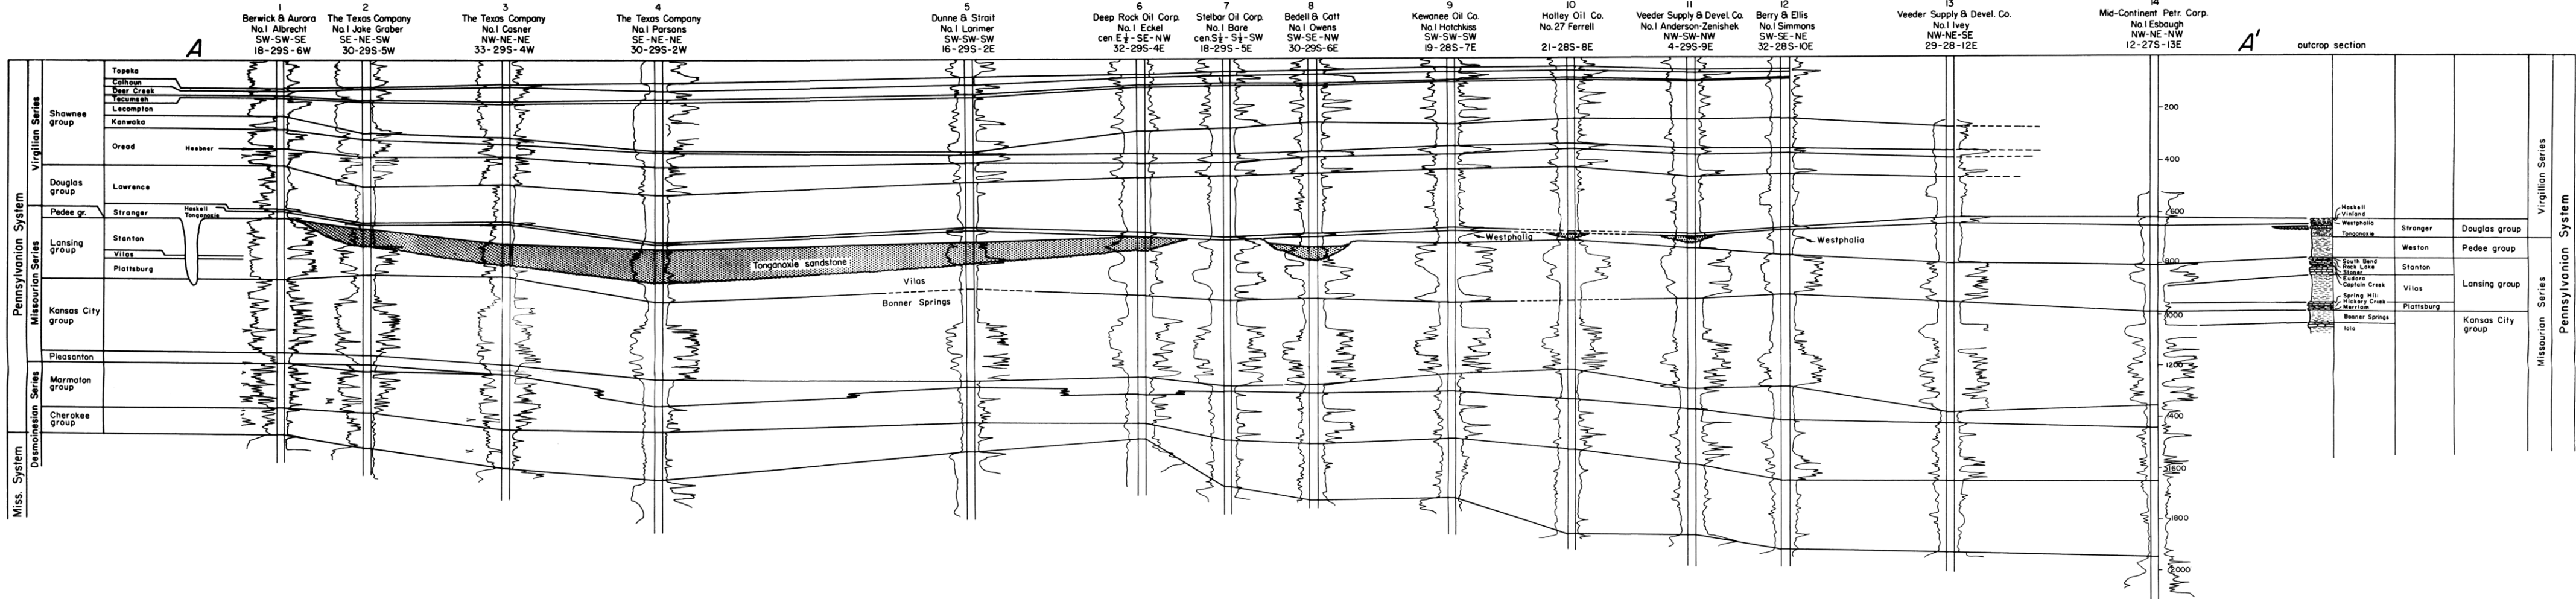 A
1
Berwick & Aurora
No.1 Albrecht
SW-SW-SE
18-29S-6W
2
The Texas Company
No.1 Jake Graber
SE-NE-SW
30-29S-5W
3
The Texas Company
No.1 Casner
NW-NE-NE
33-29S-4W
4
The Texas Company
No.1 Parsons
SE-NE-NE
30-29S-2W
5
Dunne & Strait
No.1 Larimer
SW-SW-SW
16-29S-2E
6
Deep Rock Oil Corp.
No.1 Eckel
cen.E½-SE-NW
32-29S-4E
7
Stelbar Oil Corp.
No.1 Bare
cen.S½-S½-SW
18-29S-5E
8
Bedell & Catt
No.1 Owens
SW-SE-NW
30-29S-6E
9
Kewanee Oil Co.
No.1 Hotchkiss
SW-SW-SW
19-28S-7E
10
Holley Oil Co.
No.27 Ferrell
21-28S-8E
11
Veeder Supply & Devel. Co.
No.1 Anderson-Zenishek
NW-SW-NW
4-29S-9E
12
Berry & Ellis
No.1 Simmons
SW-SE-NE
32-28S-10E
13
Veeder Supply & Devel. Co.
No.1 Ivey
NW-NE-SE
29-28-12E
14
Mid-Continent Petr. Corp.
No.1 Esbaugh
NW-NE-NW
12-27S-13E
A'
outcrop section
Pennsylvanian System
Miss. System
Virgilian Series
Missourian Series
Desmoinesian Series
Shawnee
group
Douglas
group
Pedee gr.
Lansing
group
Kansas City
group
Pleasanton
Marmaton
group
Cherokee
group
Topeka
Calhoun
Deer Creek
Tecumseh
Lecompton
Kanwaka
Oread
Heebner
Lawrence
Stranger
Haskell
Tonganoxie
Stanton
Vilas
Plattsburg
Tonganoxie sandstone
Vilas
Bonner Springs
Westphalia
Westphalia
200
400
600
800
1000
1200
1400
1600
1800
2000
Haskell
Vinland
Westphalia
Tonganoxie
South Bend
Rock Lake
Stoner
Eudora
Captain Creek
Spring Hill
Hickory Creek
Merriam
Bonner Springs
Iola
Stranger
Weston
Stanton
Vilas
Plattsburg
Douglas group
Pedee group
Lansing group
Kansas City
group
Virgillian Series
Missourian Series
Pennsylvanian System